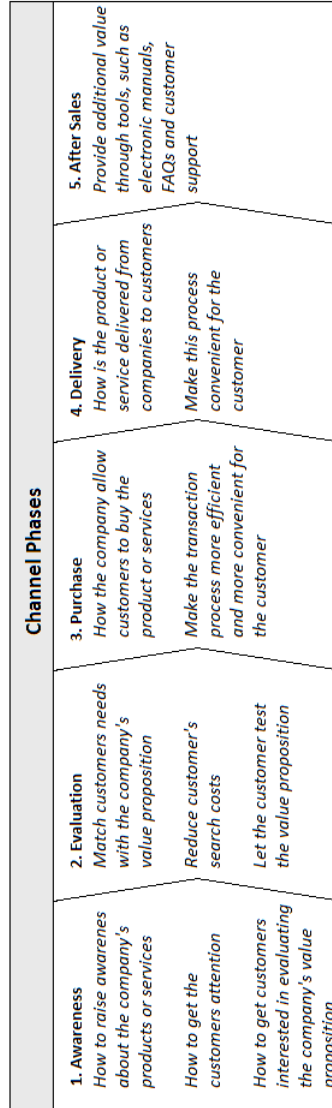 Channel Phases
1. Awareness
How to raise awarenes
about the company's
products or services
How to get the
customers attention
How to get customers
interested in evaluating
the company's value
proposition
2. Evaluation
Match customers needs
with the company's
value proposition
Reduce customer's
search costs
Let the customer test
the value proposition
3. Purchase
How the company allow
customers to buy the
product or services
Make the transaction
process more efficient
and more convenient for
the customer
4. Delivery
How is the product or
service delivered from
companies to customers
Make this process
convenient for the
customer
5. After Sales
Provide additional value
through tools, such as
electronic manuals,
FAQs and customer
support